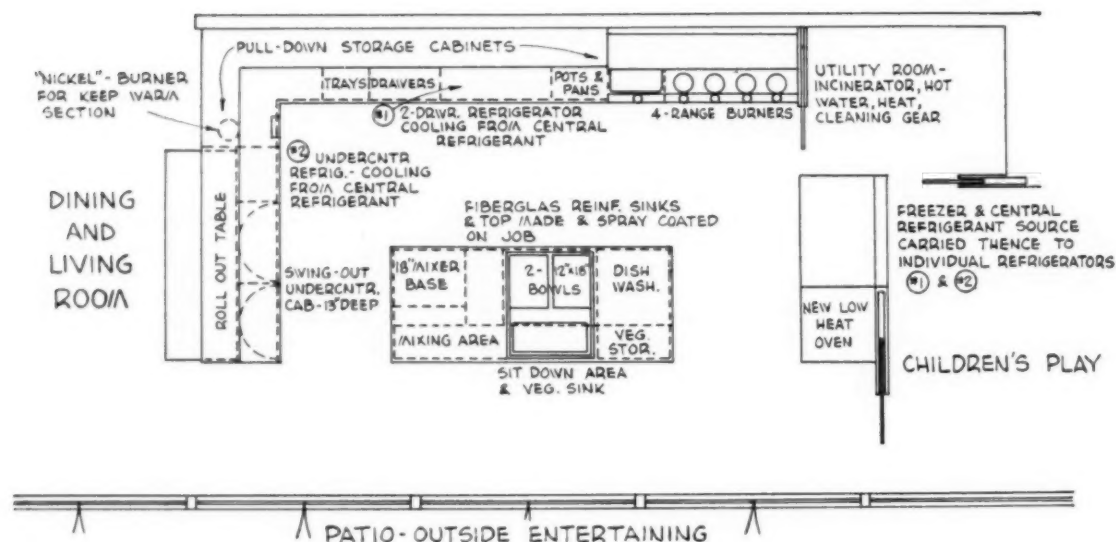 PULL-DOWN STORAGE CABINETS
"NICKEL"- BURNER
FOR KEEP WARM
SECTION
TRAYS
DRAWERS
POTS &
PANS
#1 2-DRWR. REFRIGERATOR
COOLING FROM CENTRAL
REFRIGERANT
4-RANGE BURNERS
UTILITY ROOM-
INCINERATOR, HOT
WATER, HEAT,
CLEANING GEAR
#2 UNDERCNTR
REFRIG.- COOLING
FROM CENTRAL
REFRIGERANT
DINING
AND
LIVING
ROOM
ROLL OUT TABLE
SWING-OUT
UNDERCNTR.
CAB-13"DEEP
FIBERGLAS REINF. SINKS
& TOP MADE & SPRAY COATED
ON JOB
18"MIXER
BASE
MIXING AREA
2- 12"x18"
BOWLS
DISH
WASH.
VEG.
STOR.
SIT DOWN AREA
& VEG. SINK
NEW LOW
HEAT
OVEN
FREEZER & CENTRAL
REFRIGERANT SOURCE
CARRIED THENCE TO
INDIVIDUAL REFRIGERATORS
#1 & #2
CHILDREN'S PLAY
PATIO-OUTSIDE ENTERTAINING